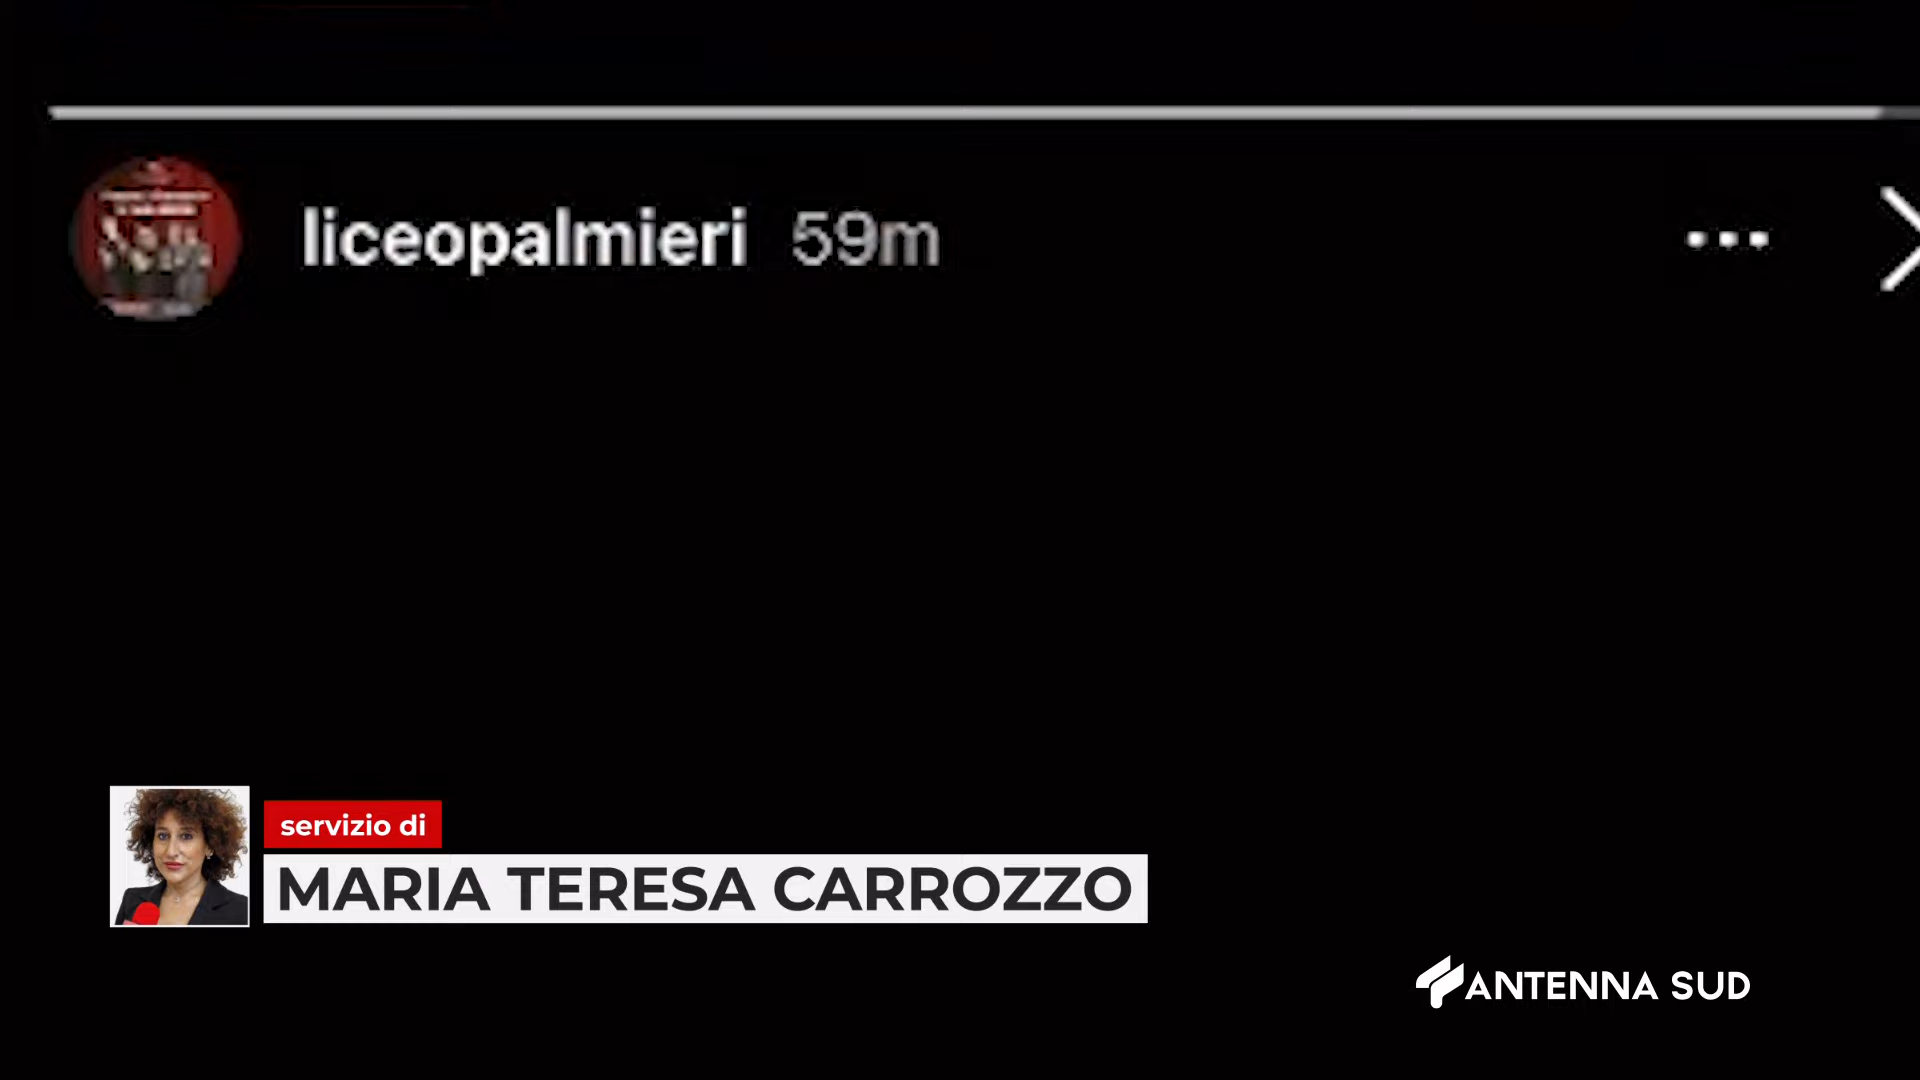 liceopalmieri 59m
servizio di
MARIA TERESA CARROZZO
ANTENNA SUD